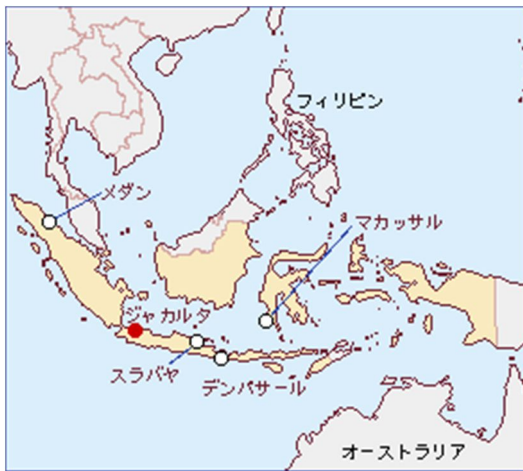 フィリピン
メダン
マカッサル
ジャカルタ
スラバヤ
デンパサール
オーストラリア